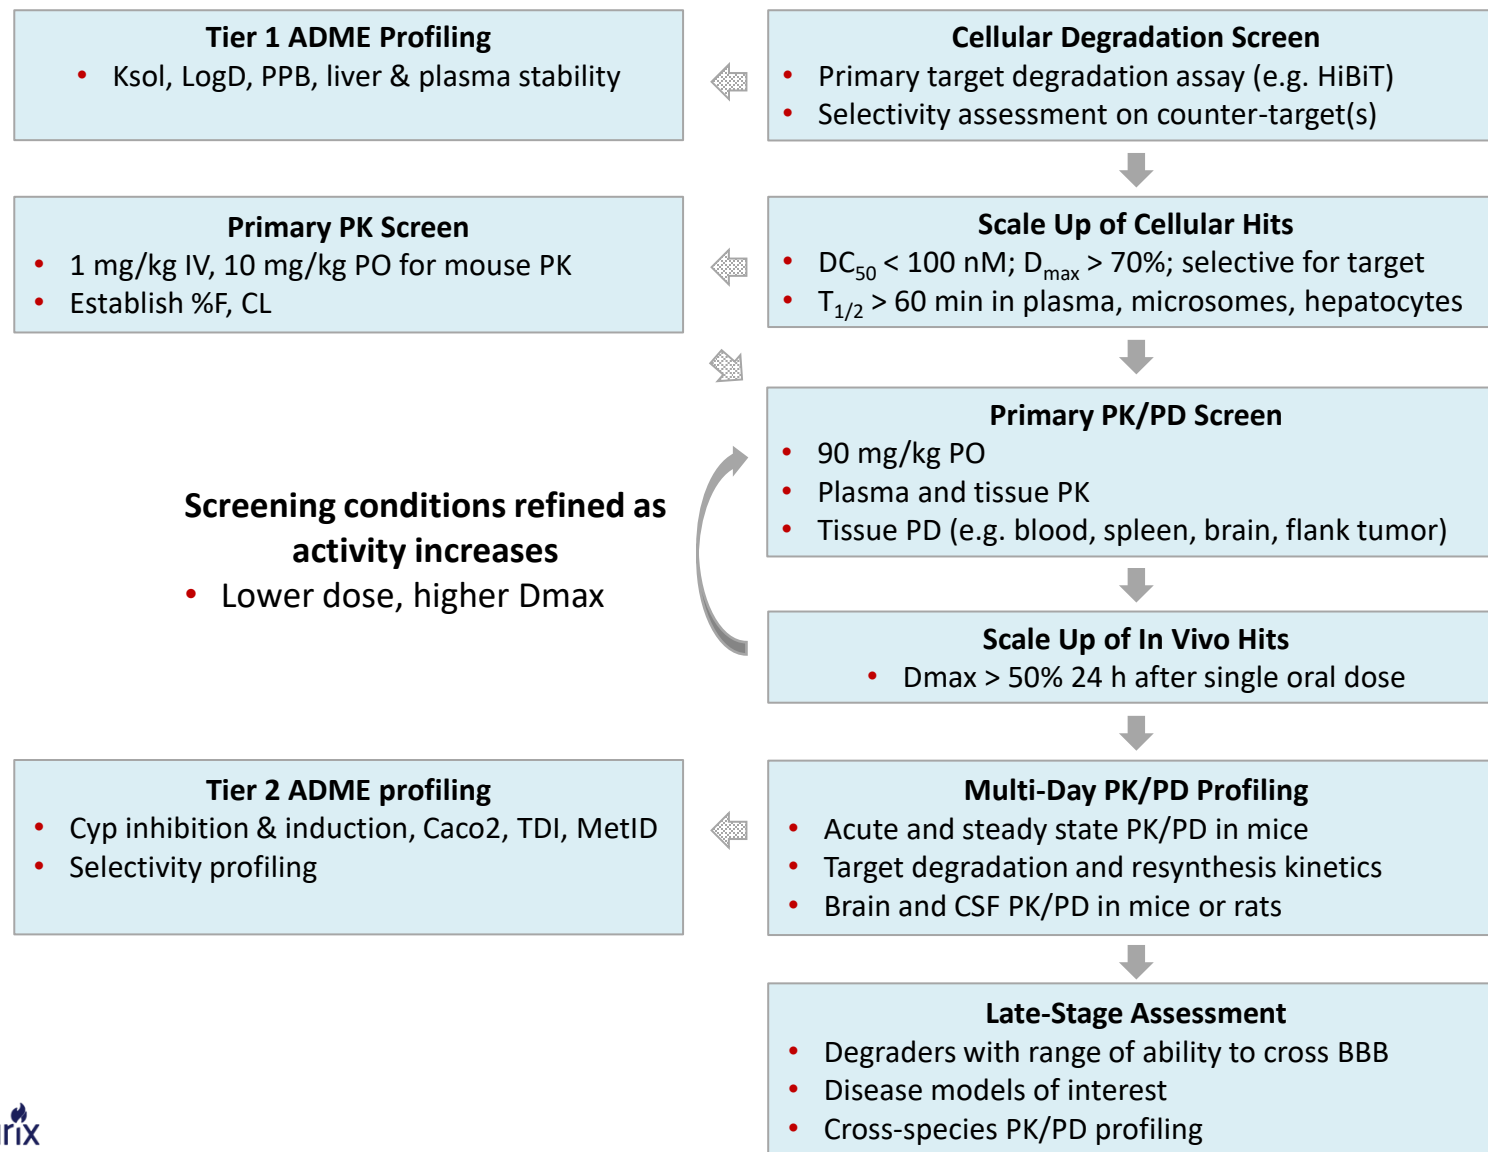 Tier 1 ADME Profiling
• Ksol, LogD, PPB, liver & plasma stability
Cellular Degradation Screen
• Primary target degradation assay (e.g. HiBiT)
• Selectivity assessment on counter-target(s)
Primary PK Screen
• 1 mg/kg IV, 10 mg/kg PO for mouse PK
• Establish %F, CL
Scale Up of Cellular Hits
• DC50 < 100 nM; Dmax > 70%; selective for target
• T1/2 > 60 min in plasma, microsomes, hepatocytes
Primary PK/PD Screen
• 90 mg/kg PO
• Plasma and tissue PK
• Tissue PD (e.g. blood, spleen, brain, flank tumor)
Screening conditions refined as
activity increases
• Lower dose, higher Dmax
Scale Up of In Vivo Hits
• Dmax > 50% 24 h after single oral dose
Tier 2 ADME profiling
• Cyp inhibition & induction, Caco2, TDI, MetID
• Selectivity profiling
Multi-Day PK/PD Profiling
• Acute and steady state PK/PD in mice
• Target degradation and resynthesis kinetics
• Brain and CSF PK/PD in mice or rats
Late-Stage Assessment
• Degraders with range of ability to cross BBB
• Disease models of interest
• Cross-species PK/PD profiling